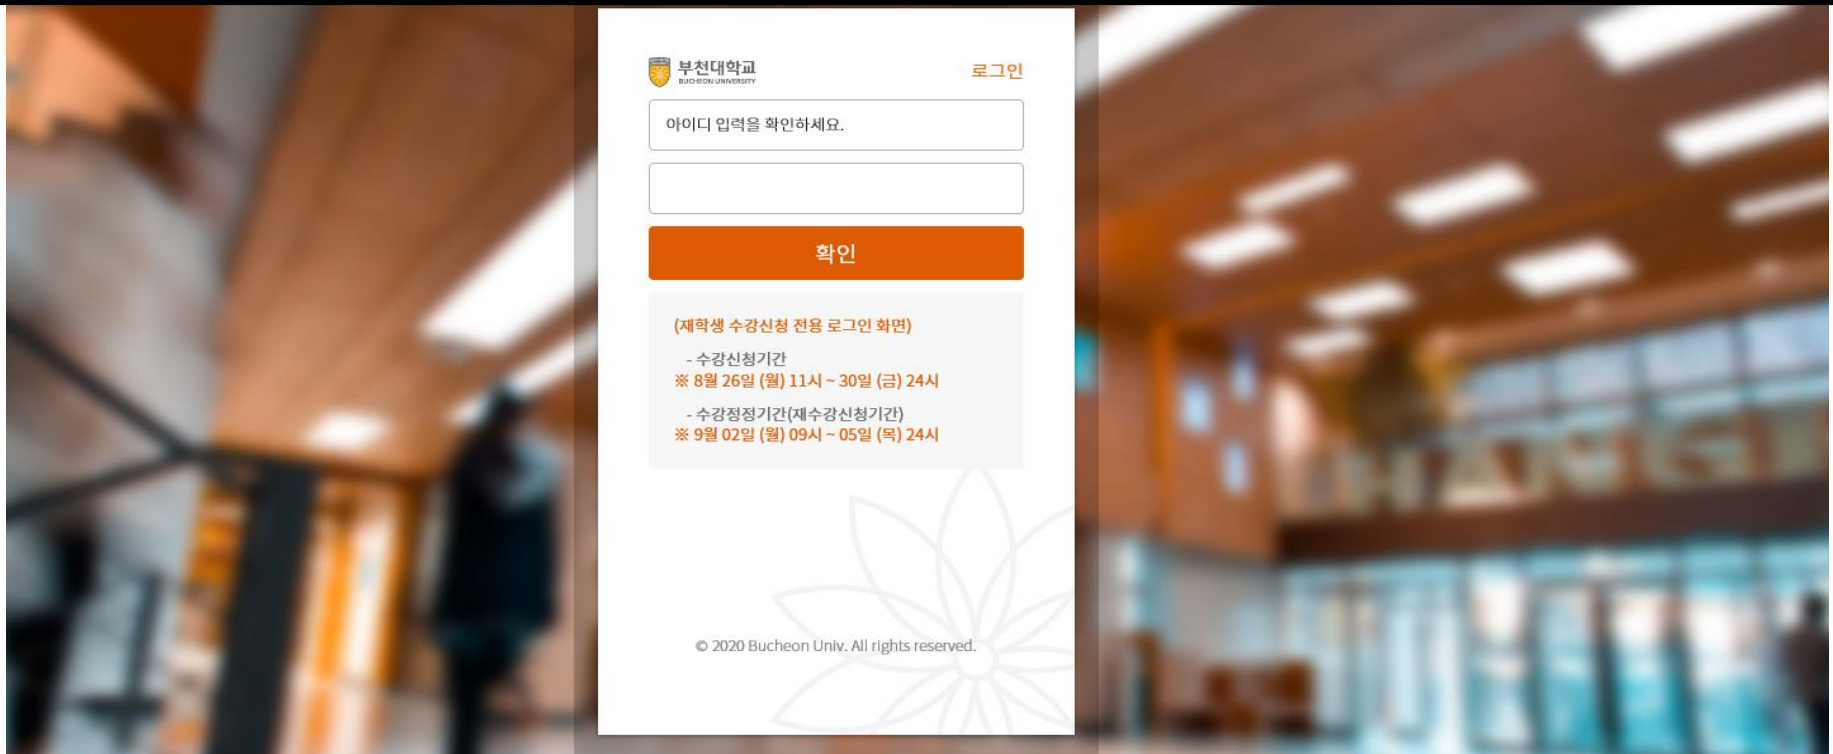 부천대학교
BUCHEON UNIVERSITY
로그인
아이디 입력을 확인하세요.
확인
(재학생 수강신청 전용 로그인 화면)
- 수강신청기간
※ 8월 26일 (월) 11시 ~ 30일 (금) 24시
- 수강정정기간(재수강신청기간)
※ 9월 02일 (월) 09시 ~ 05일 (목) 24시
© 2020 Bucheon Univ. All rights reserved.
HANGI